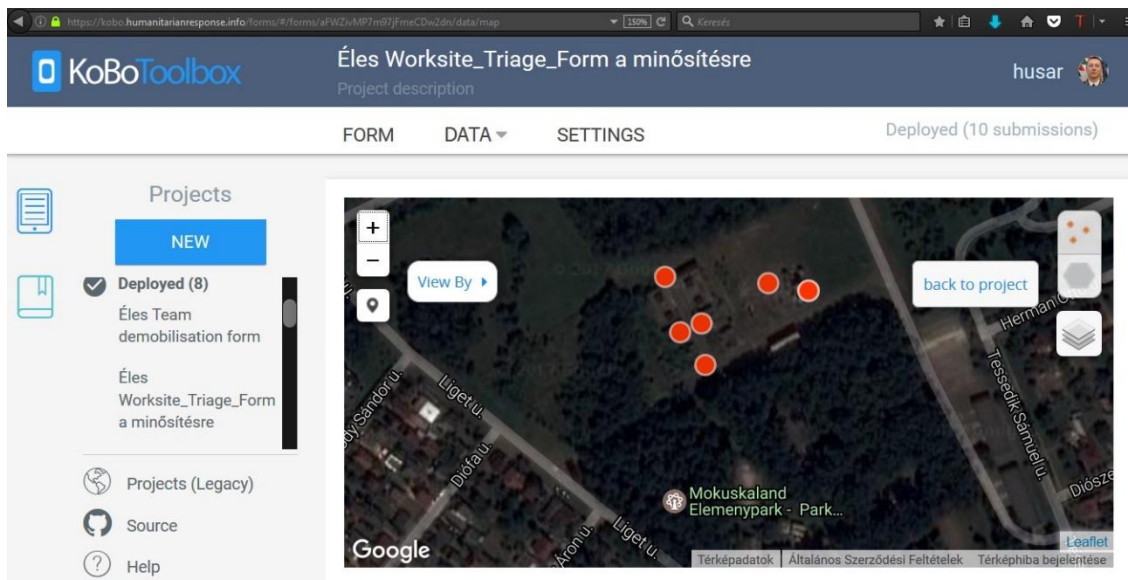 https://kobo.humanitarianresponse.info/forms/#/forms/aFWZivMP7m97jFmeCDw2dn/data/map
150%
Keresés
KoBoToolbox
Éles Worksite_Triage_Form a minősítésre
Project description
husar
FORM
DATA
SETTINGS
Deployed (10 submissions)
Projects
NEW
Deployed (8)
Éles Team
demobilisation form
Éles
Worksite_Triage_Form
a minősítésre
Projects (Legacy)
Source
Help
+
−
View By
back to project
Herman
Tessedik Sámuel u.
Liget u.
Sándor u.
Diófa u.
Áron u.
Liget u.
Mokuskaland
Elemenypark - Park...
Google
Leaflet
Térképadatok
Általános Szerződési Feltételek
Térképhiba bejelentése